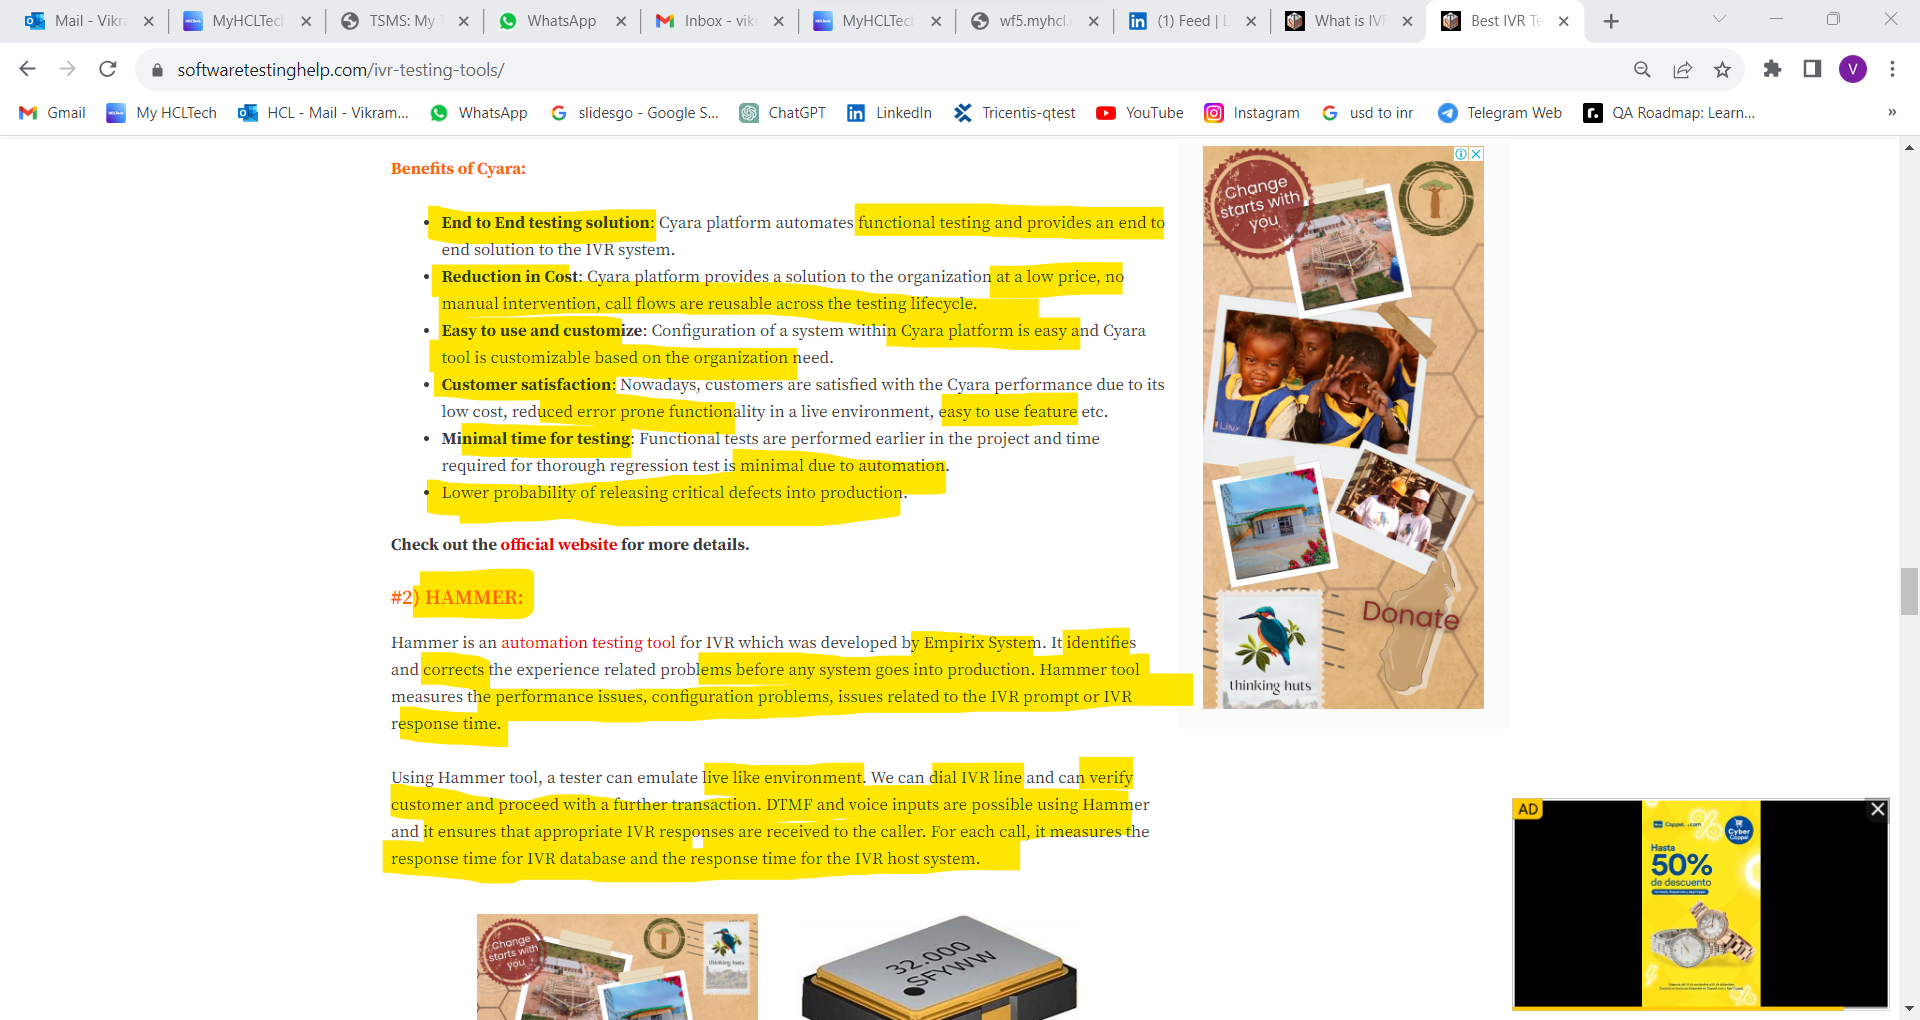 Mail - Vikra
MyHCLTech
TSMS: My T
WhatsApp
Inbox - vik
MyHCLTech
wf5.myhcl.
(1) Feed | L
What is IVR
Best IVR Te
softwaretestinghelp.com/ivr-testing-tools/
V
Gmail
My HCLTech
HCL - Mail - Vikram...
WhatsApp
slidesgo - Google S...
ChatGPT
LinkedIn
Tricentis-qtest
YouTube
Instagram
usd to inr
Telegram Web
QA Roadmap: Learn...
»
Benefits of Cyara:
• End to End testing solution: Cyara platform automates functional testing and provides an end to
end solution to the IVR system.
• Reduction in Cost: Cyara platform provides a solution to the organization at a low price, no
manual intervention, call flows are reusable across the testing lifecycle.
• Easy to use and customize: Configuration of a system within Cyara platform is easy and Cyara
tool is customizable based on the organization need.
• Customer satisfaction: Nowadays, customers are satisfied with the Cyara performance due to its
low cost, reduced error prone functionality in a live environment, easy to use feature etc.
• Minimal time for testing: Functional tests are performed earlier in the project and time
required for thorough regression test is minimal due to automation.
• Lower probability of releasing critical defects into production.
Check out the official website for more details.
#2) HAMMER:
Hammer is an automation testing tool for IVR which was developed by Empirix System. It identifies
and corrects the experience related problems before any system goes into production. Hammer tool
measures the performance issues, configuration problems, issues related to the IVR prompt or IVR
response time.
Using Hammer tool, a tester can emulate live like environment. We can dial IVR line and can verify
customer and proceed with a further transaction. DTMF and voice inputs are possible using Hammer
and it ensures that appropriate IVR responses are received to the caller. For each call, it measures the
response time for IVR database and the response time for the IVR host system.
Change
starts with
you
Donate
thinking huts
Change
starts with
you
thinking huts
32.000
SFYWW
AD
Coppel.com
Cyber
Coppel
Hasta
50%
de descuento